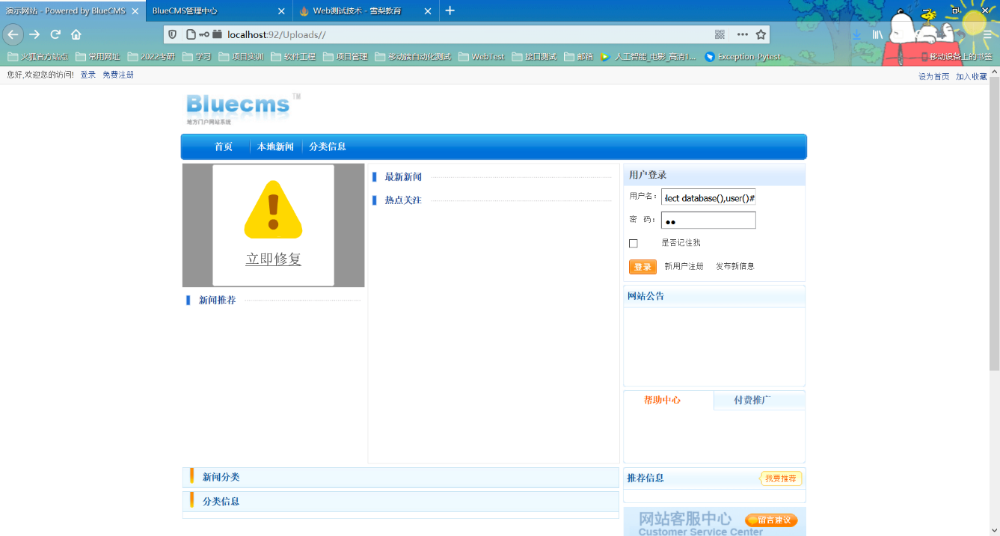 演示网站 - Powered by BlueCMS
BlueCMS管理中心
Web测试技术 - 雪梨教育
localhost:92/Uploads//
火狐官方站点 常用网址 2022考研 学习 项目实训 软件工程 项目管理 移动端自动化测试 WebTest 接口测试 邮箱 人工智能_电影_高清1... Exception-Pytest 移动设备上的书签
您好,欢迎您的访问! 登录 免费注册 设为首页 加入收藏
Bluecms TM
地方门户网站系统
首页 本地新闻 分类信息
立即修复
新闻推荐
最新新闻
热点关注
用户登录
用户名: elect database(),user()#
密 码: ●●
是否记住我
登录 新用户注册 发布新信息
网站公告
帮助中心 付费推广
新闻分类
分类信息
推荐信息 我要推荐
网站客服中心 留言建议
Customer Service Center